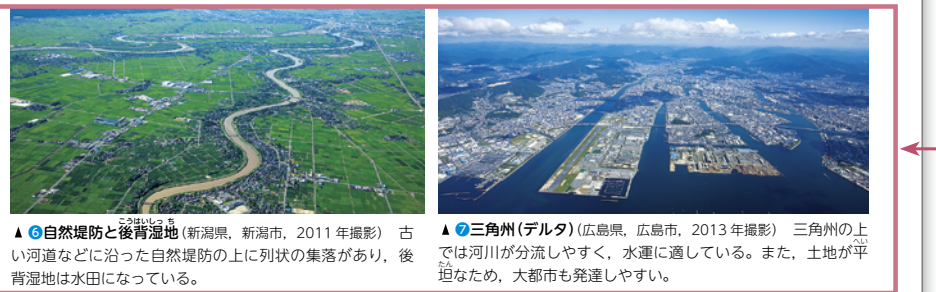 ▲ ❻自然堤防と後背湿地(新潟県，新潟市，2011年撮影)　古
い河道などに沿った自然堤防の上に列状の集落があり，後
背湿地は水田になっている。
▲ ❼三角州(デルタ)(広島県，広島市，2013年撮影)　三角州の上
では河川が分流しやすく，水運に適している。また，土地が平
坦なため，大都市も発達しやすい。